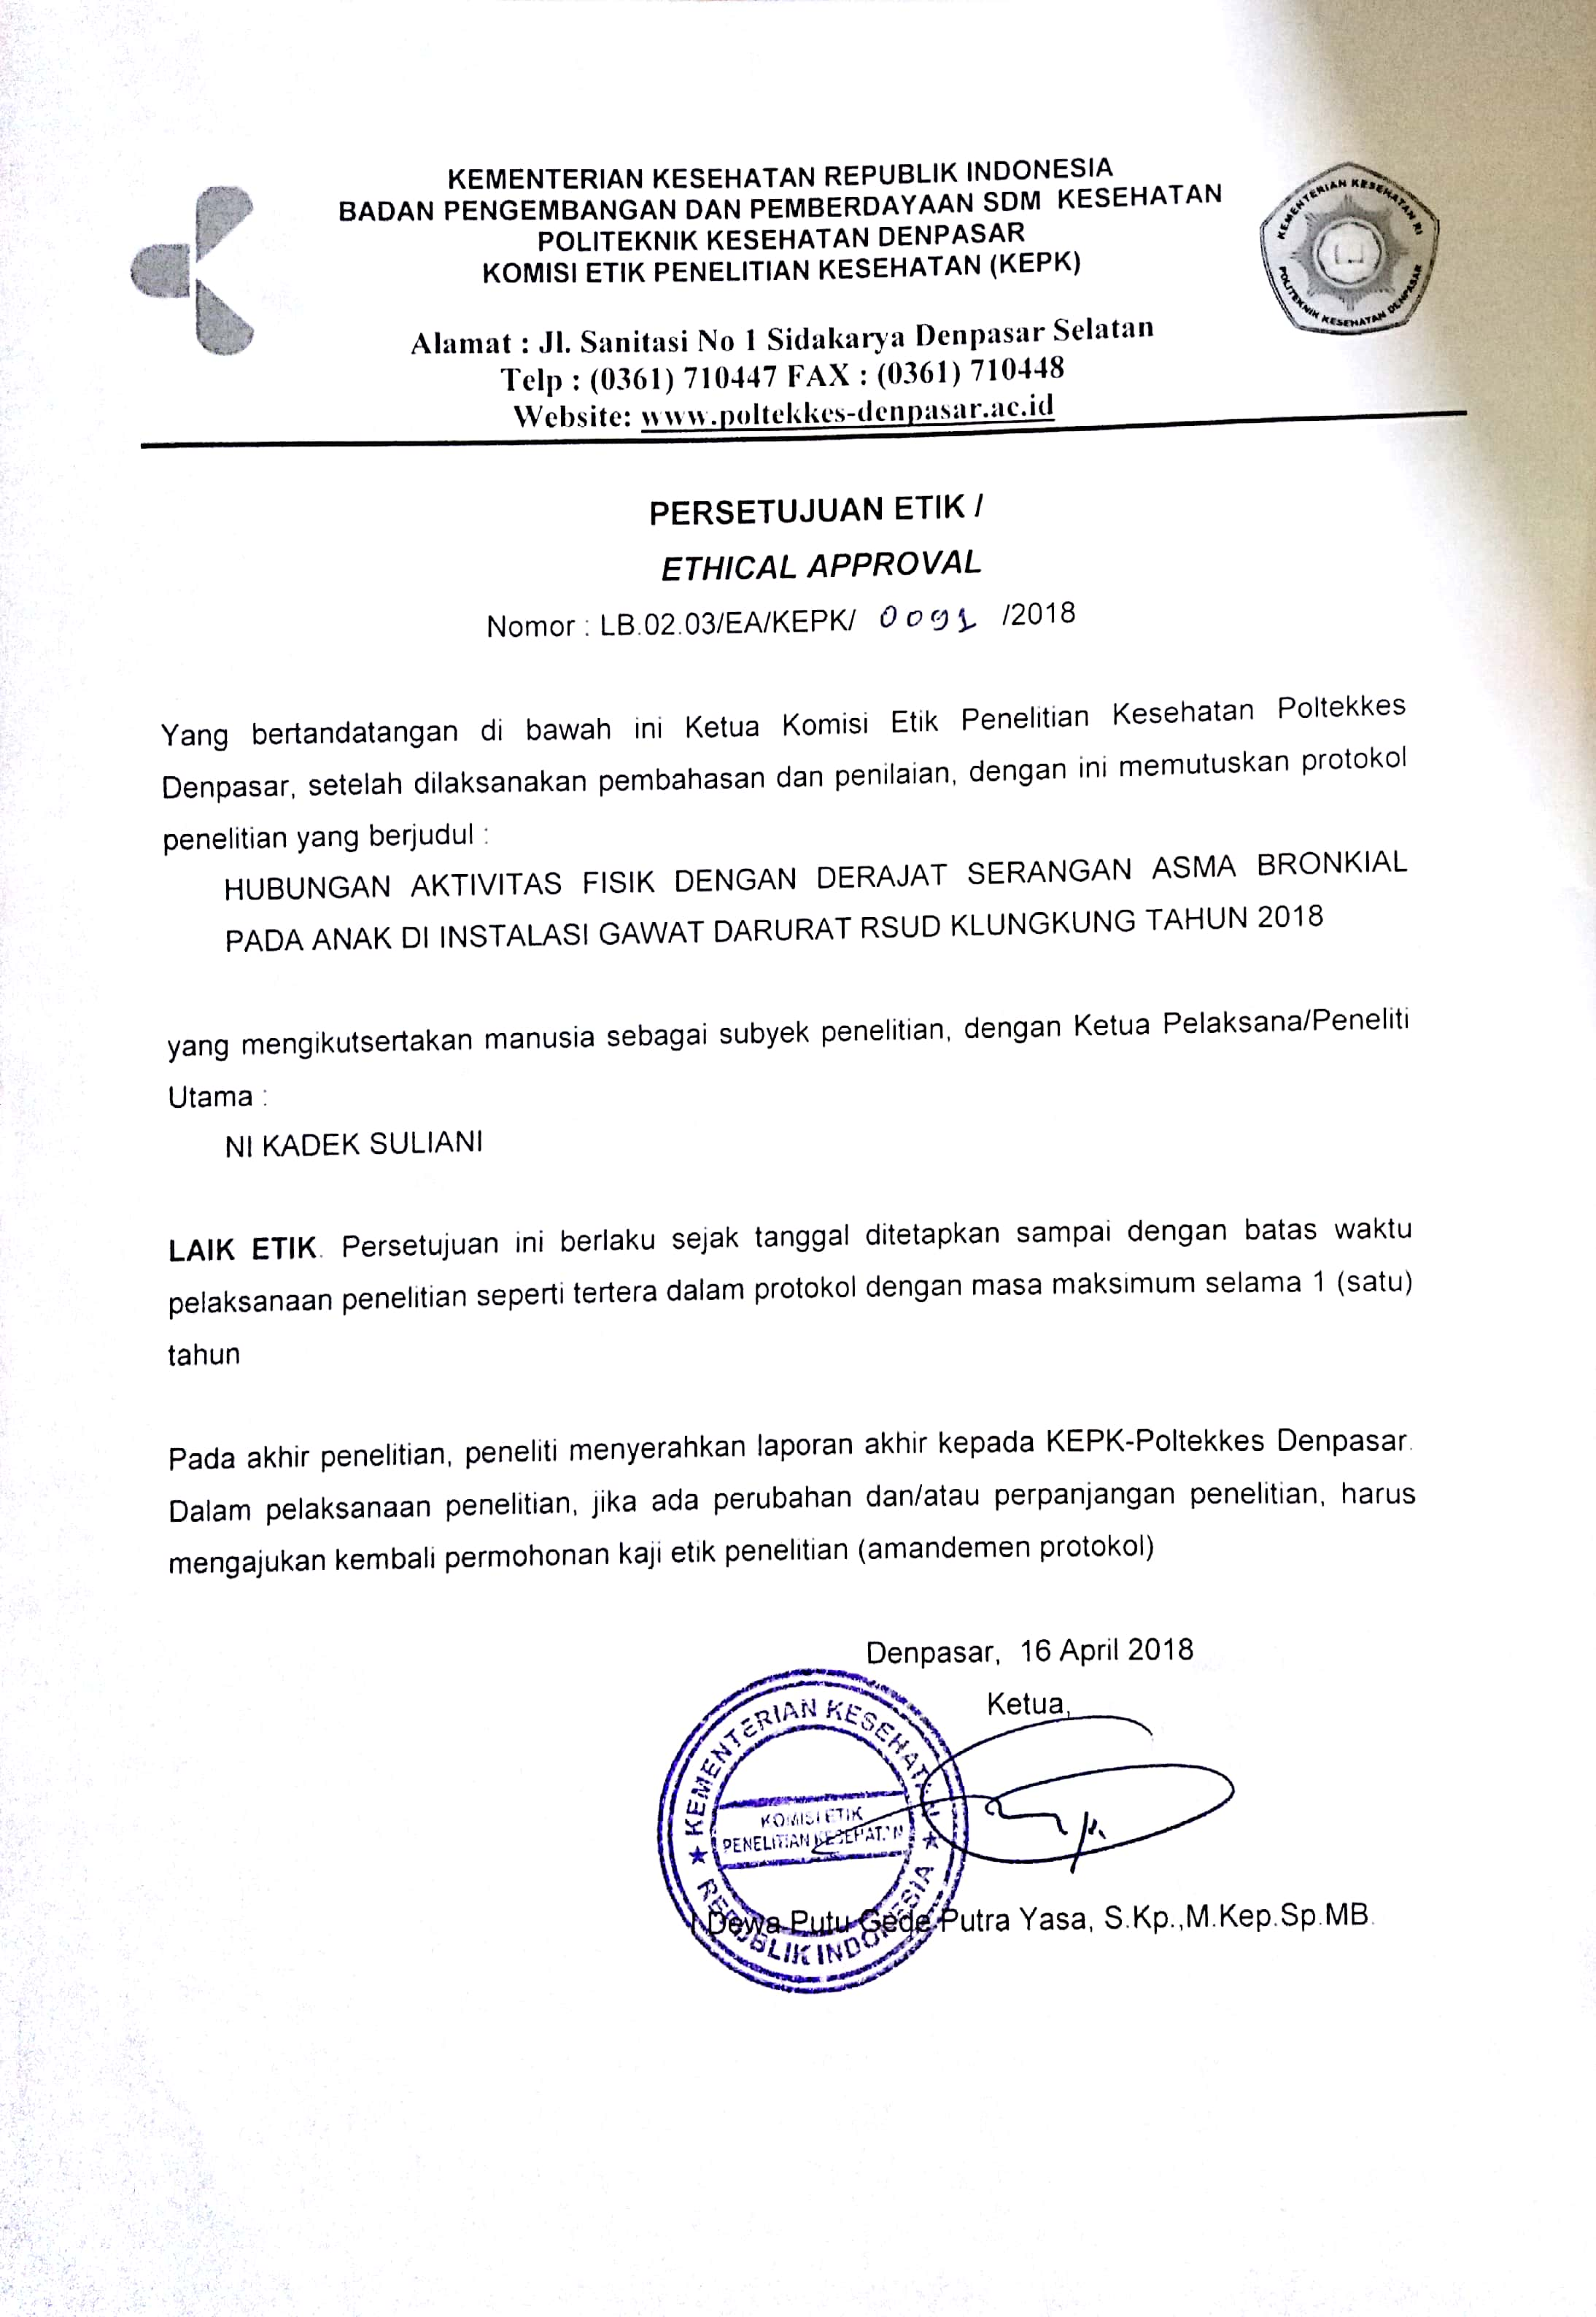 KEMENTERIAN KESEHATAN REPUBLIK INDONESIA
BADAN PENGEMBANGAN DAN PEMBERDAYAAN SDM KESEHATAN
POLITEKNIK KESEHATAN DENPASAR
KOMISI ETIK PENELITIAN KESEHATAN (KEPK)
KEMENTERIAN KESEHATAN RI
POLITEKNIK KESEHATAN DENPASAR
Alamat : Jl. Sanitasi No 1 Sidakarya Denpasar Selatan
Telp : (0361) 710447 FAX : (0361) 710448
Website: www.poltekkes-denpasar.ac.id
PERSETUJUAN ETIK /
ETHICAL APPROVAL
Nomor : LB.02.03/EA/KEPK/ 0091 /2018
Yang bertandatangan di bawah ini Ketua Komisi Etik Penelitian Kesehatan Poltekkes
Denpasar, setelah dilaksanakan pembahasan dan penilaian, dengan ini memutuskan protokol
penelitian yang berjudul :
HUBUNGAN AKTIVITAS FISIK DENGAN DERAJAT SERANGAN ASMA BRONKIAL
PADA ANAK DI INSTALASI GAWAT DARURAT RSUD KLUNGKUNG TAHUN 2018
yang mengikutsertakan manusia sebagai subyek penelitian, dengan Ketua Pelaksana/Peneliti
Utama :
NI KADEK SULIANI
LAIK ETIK. Persetujuan ini berlaku sejak tanggal ditetapkan sampai dengan batas waktu
pelaksanaan penelitian seperti tertera dalam protokol dengan masa maksimum selama 1 (satu)
tahun
Pada akhir penelitian, peneliti menyerahkan laporan akhir kepada KEPK-Poltekkes Denpasar.
Dalam pelaksanaan penelitian, jika ada perubahan dan/atau perpanjangan penelitian, harus
mengajukan kembali permohonan kaji etik penelitian (amandemen protokol)
Denpasar, 16 April 2018
Ketua,
KEMENTERIAN KESEHATAN
KOMISI ETIK
PENELITIAN KESEHATAN
REPUBLIK INDONESIA
I Dewa Putu Gede Putra Yasa, S.Kp.,M.Kep.Sp.MB.